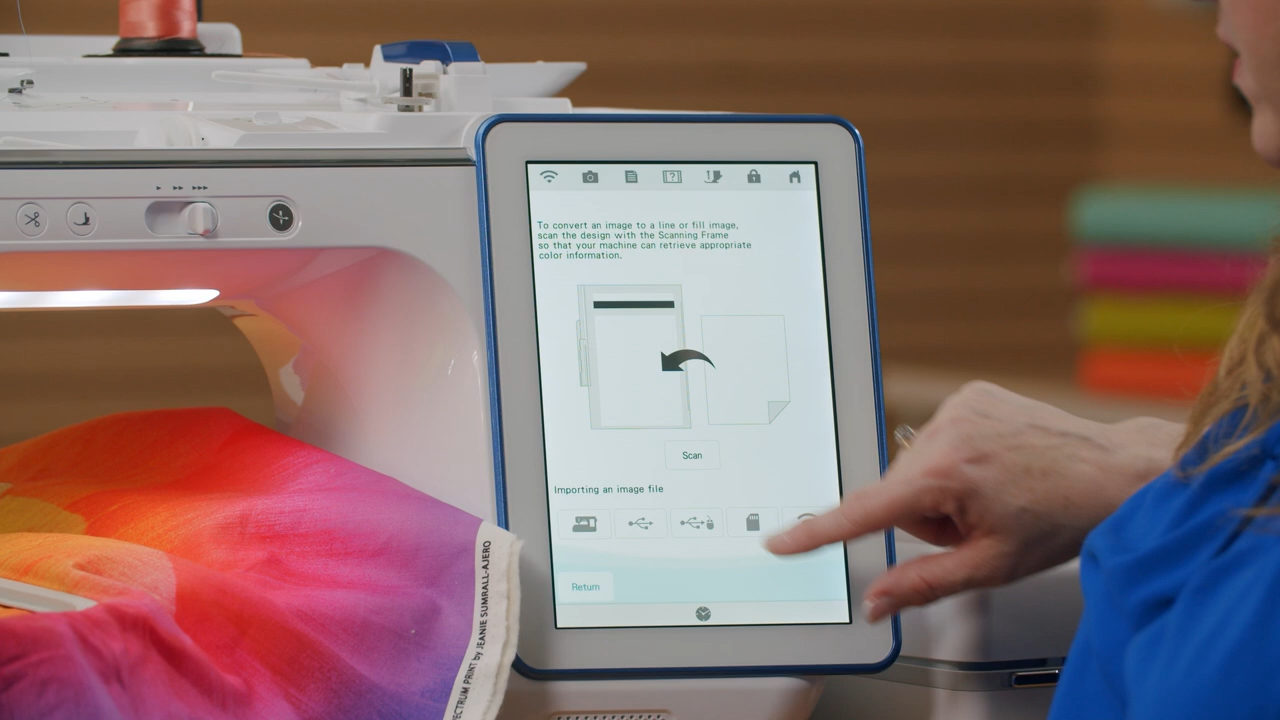 To convert an image to a line or fill image,
scan the design with the Scanning Frame
so that your machine can retrieve appropriate
color information.
Scan
Importing an image file
Return
ECTRUM PRINT by JEANIE SUMRALL-AJERO